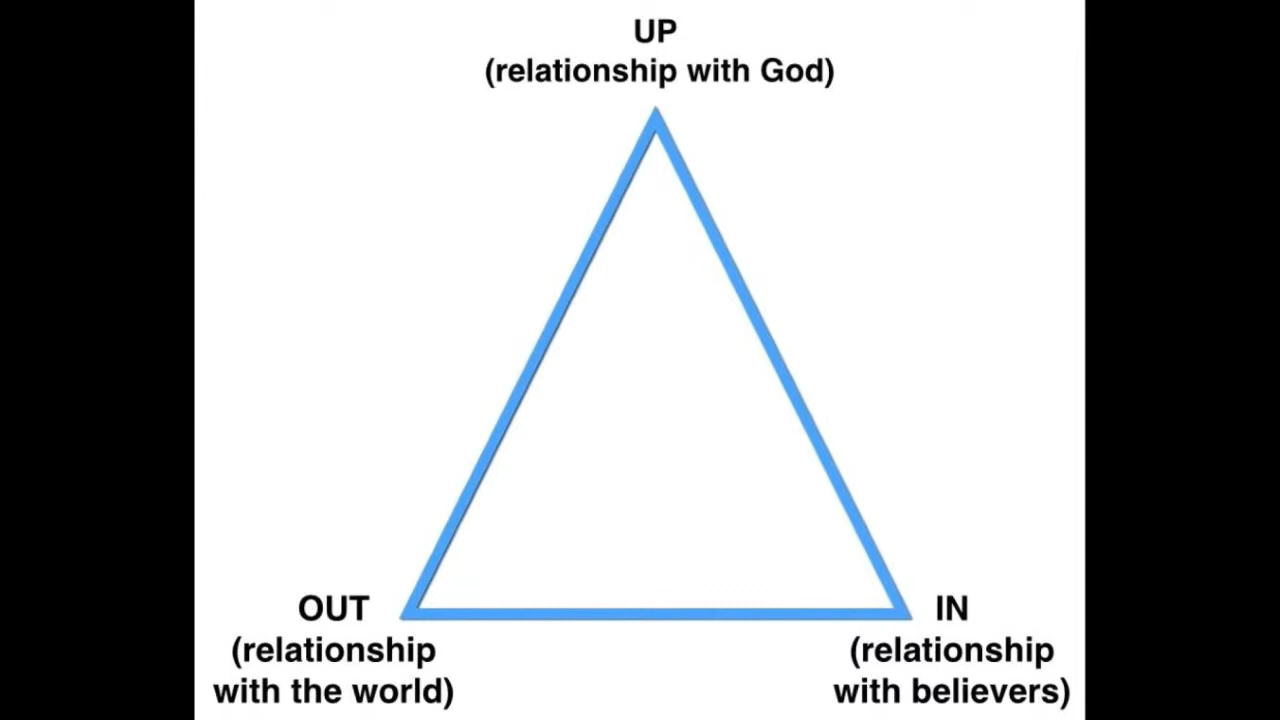 UP
(relationship with God)
OUT
(relationship
with the world)
IN
(relationship
with believers)